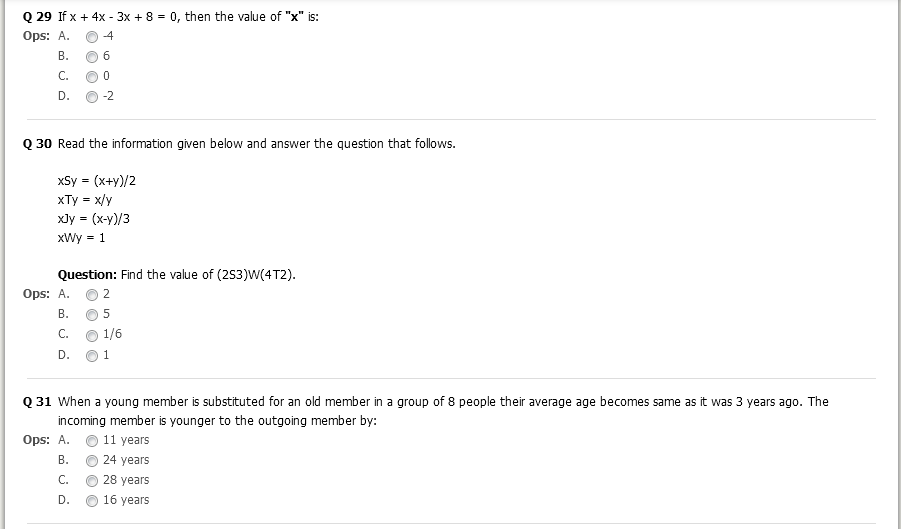 Q 29 If x + 4x - 3x + 8 = 0, then the value of "x" is:
Ops: A. -4
B. 6
C. 0
D. -2
Q 30 Read the information given below and answer the question that follows.
xSy = (x+y)/2
xTy = x/y
xJy = (x-y)/3
xWy = 1
Question: Find the value of (2S3)W(4T2).
Ops: A. 2
B. 5
C. 1/6
D. 1
Q 31 When a young member is substituted for an old member in a group of 8 people their average age becomes same as it was 3 years ago. The
incoming member is younger to the outgoing member by:
Ops: A. 11 years
B. 24 years
C. 28 years
D. 16 years